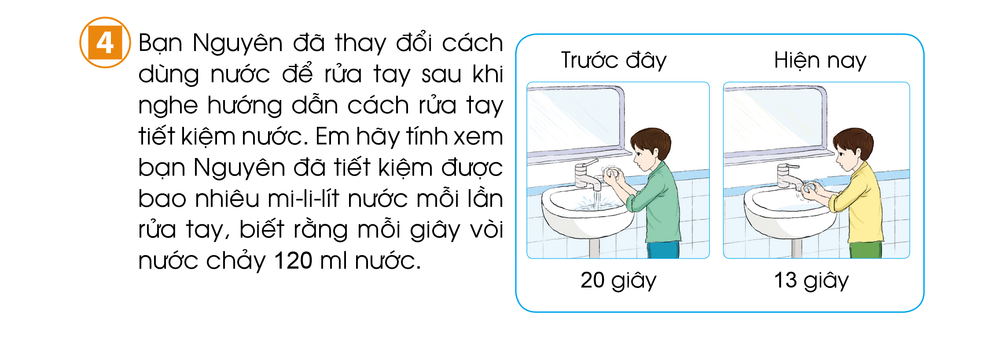 4
Bạn Nguyên đã thay đổi cách
dùng nước để rửa tay sau khi
nghe hướng dẫn cách rửa tay
tiết kiệm nước. Em hãy tính xem
bạn Nguyên đã tiết kiệm được
bao nhiêu mi-li-lít nước mỗi lần
rửa tay, biết rằng mỗi giây vòi
nước chảy 120 ml nước.
Trước đây
Hiện nay
20 giây
13 giây